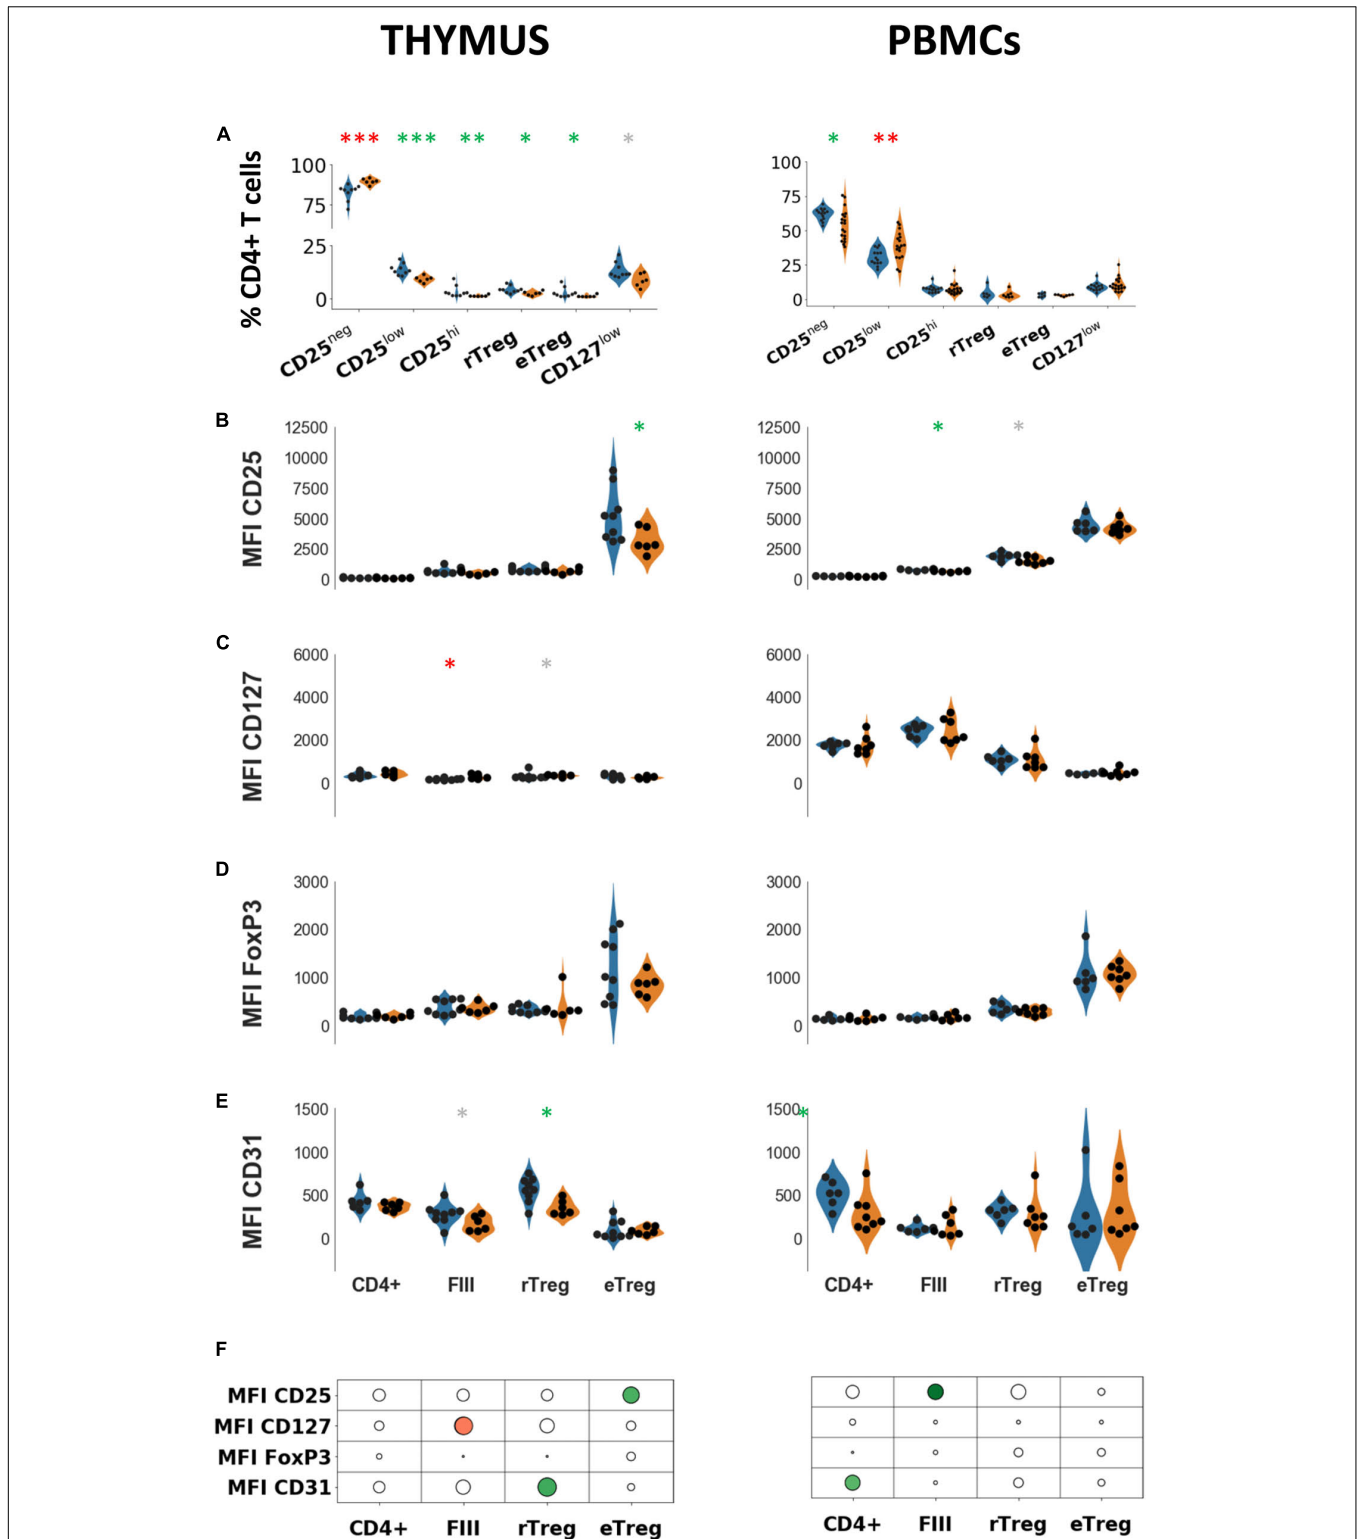 THYMUS PBMCs
A
*** *** ** * * * * **
% CD4+ T cells
100 75 25 0
100 75 50 25 0
CD25neg CD25low CD25hi rTreg eTreg CD127low
CD25neg CD25low CD25hi rTreg eTreg CD127low
B
MFI CD25
12500 10000 7500 5000 2500 0
*
12500 10000 7500 5000 2500 0
* *
C
MFI CD127
6000 4000 2000 0
* *
6000 4000 2000 0
D
MFI FoxP3
3000 2000 1000 0
3000 2000 1000 0
E
MFI CD31
1500 1000 500 0
* *
1500 1000 500 0
*
CD4+ FIII rTreg eTreg
CD4+ FIII rTreg eTreg
F
MFI CD25
MFI CD127
MFI FoxP3
MFI CD31
CD4+ FIII rTreg eTreg
CD4+ FIII rTreg eTreg